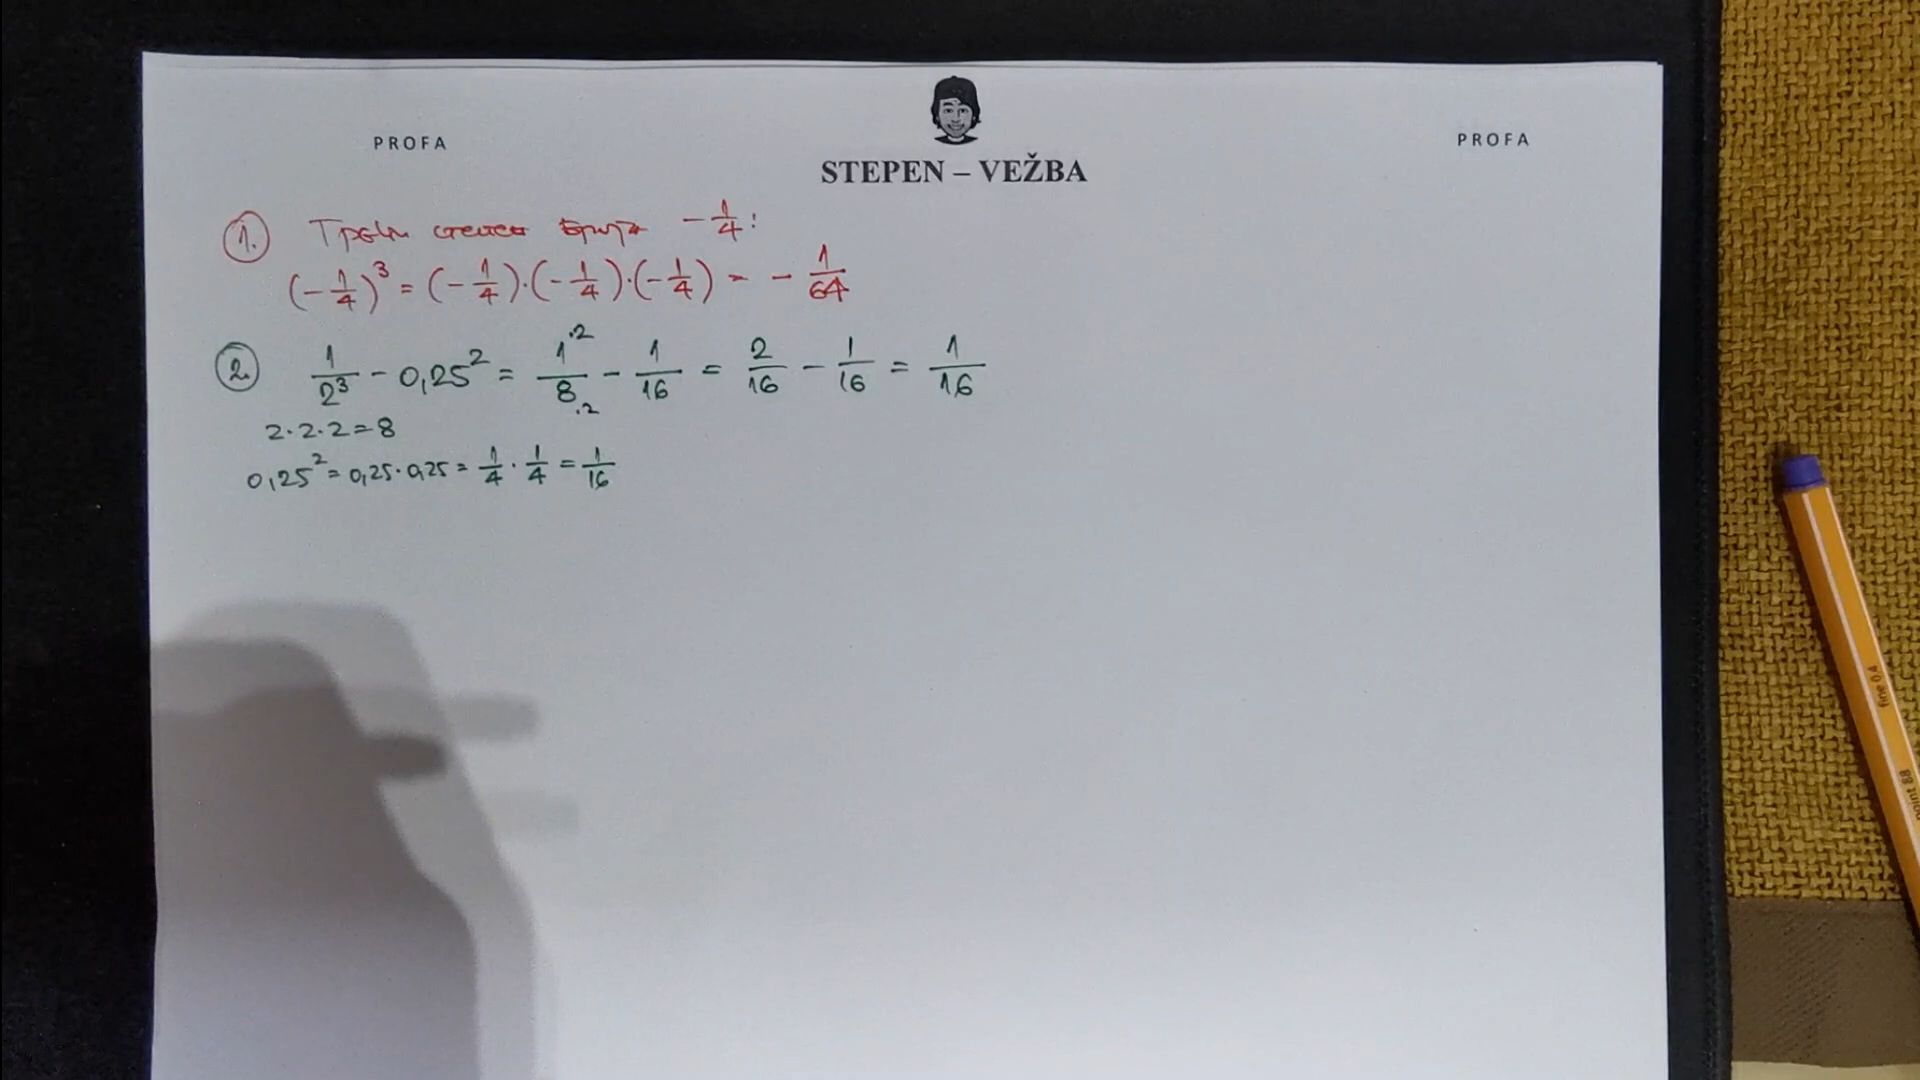 PROFA
PROFA
STEPEN – VEŽBA
1. Трећи степен броја −1/4:
(−1/4)³ = (−1/4)·(−1/4)·(−1/4) = − 1/64
2. 1/2³ − 0,25² = 1·2/8·2 − 1/16 = 2/16 − 1/16 = 1/16
2·2·2=8
0,25² = 0,25·0,25 = 1/4 · 1/4 = 1/16
fine 0,4
point 88